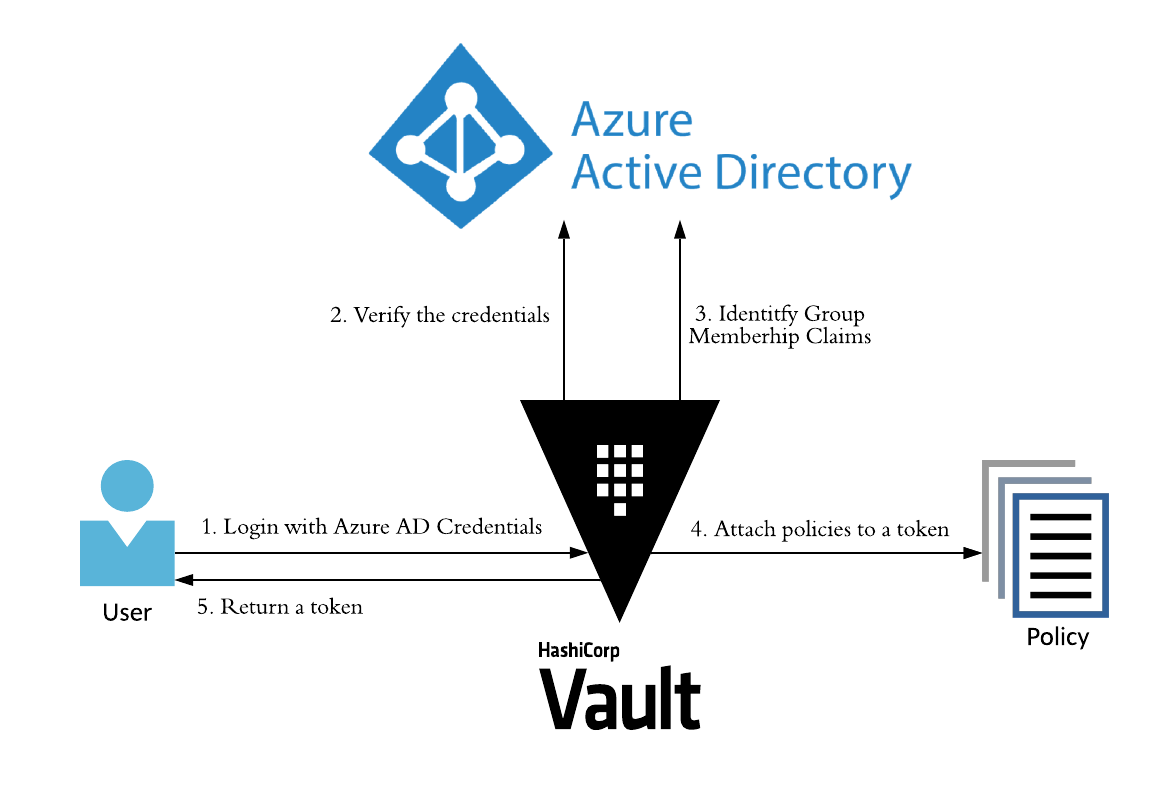 Azure
Active Directory
2. Verify the credentials
3. Identitfy Group
Memberhip Claims
1. Login with Azure AD Credentials
4. Attach policies to a token
5. Return a token
User
Policy
HashiCorp
Vault